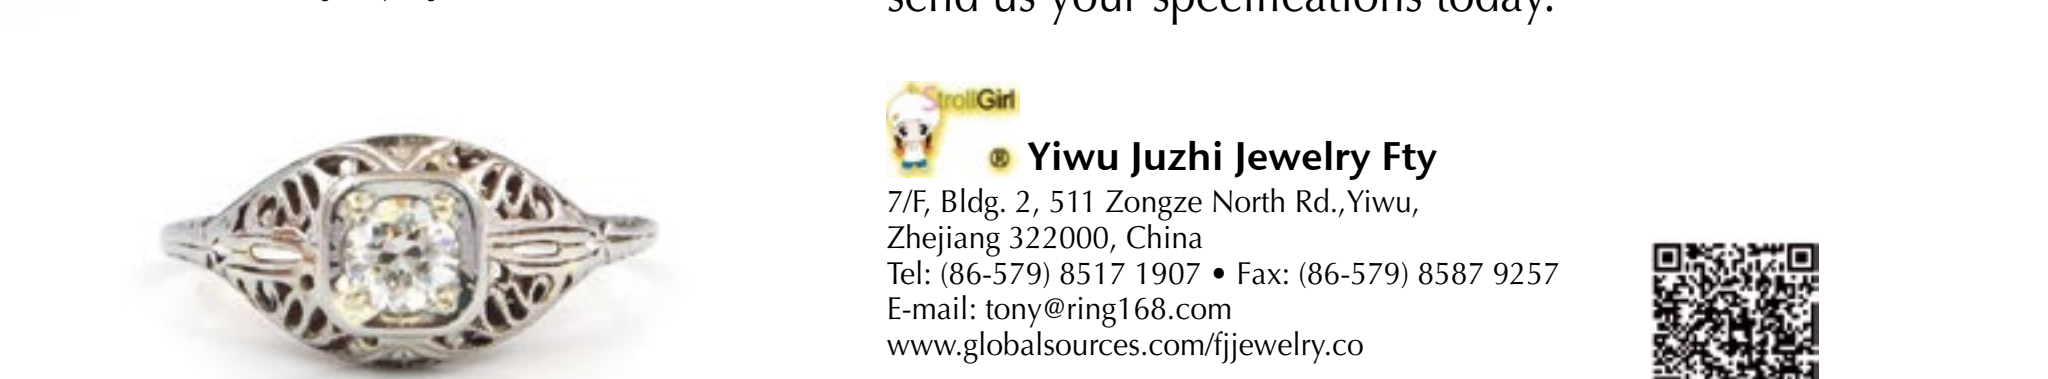 send us your specifications today.
StrollGirl
® Yiwu Juzhi Jewelry Fty
7/F, Bldg. 2, 511 Zongze North Rd.,Yiwu,
Zhejiang 322000, China
Tel: (86-579) 8517 1907 • Fax: (86-579) 8587 9257
E-mail: tony@ring168.com
www.globalsources.com/fjjewelry.co